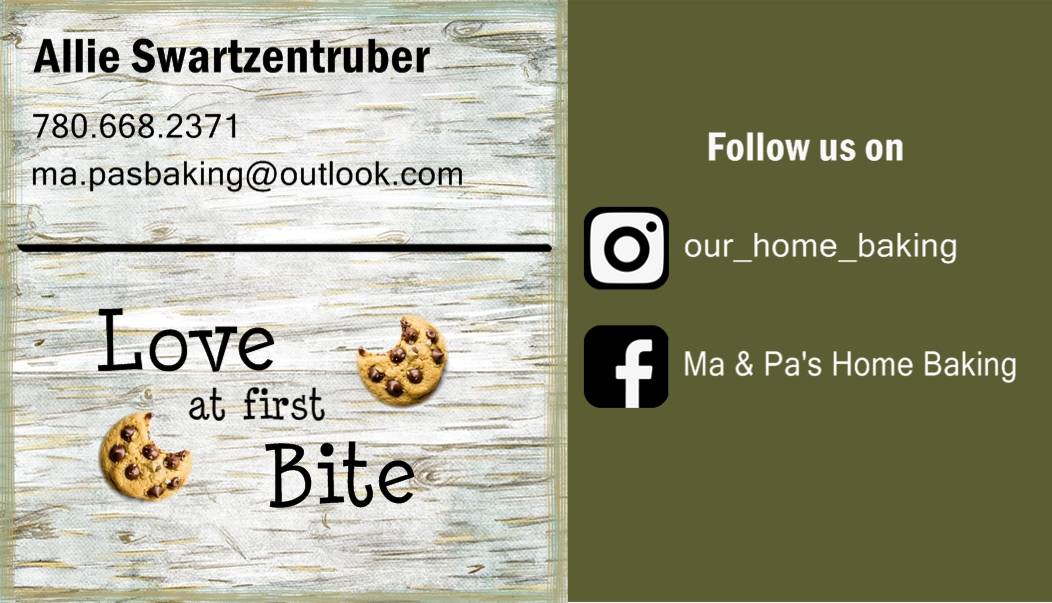 Allie Swartzentruber
780.668.2371
ma.pasbaking@outlook.com
Love
at first
Bite
Follow us on
our_home_baking
Ma & Pa's Home Baking